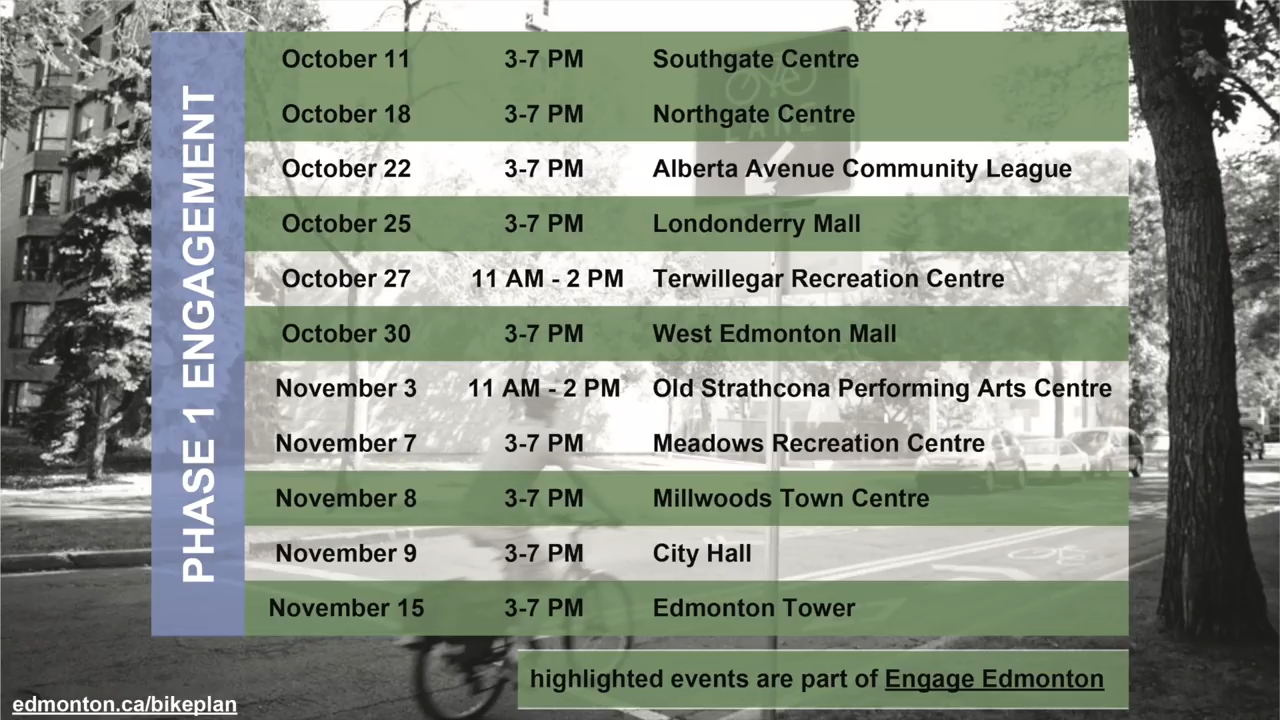 PHASE 1 ENGAGEMENT
October 11 3-7 PM Southgate Centre
October 18 3-7 PM Northgate Centre
October 22 3-7 PM Alberta Avenue Community League
October 25 3-7 PM Londonderry Mall
October 27 11 AM - 2 PM Terwillegar Recreation Centre
October 30 3-7 PM West Edmonton Mall
November 3 11 AM - 2 PM Old Strathcona Performing Arts Centre
November 7 3-7 PM Meadows Recreation Centre
November 8 3-7 PM Millwoods Town Centre
November 9 3-7 PM City Hall
November 15 3-7 PM Edmonton Tower
highlighted events are part of Engage Edmonton
edmonton.ca/bikeplan